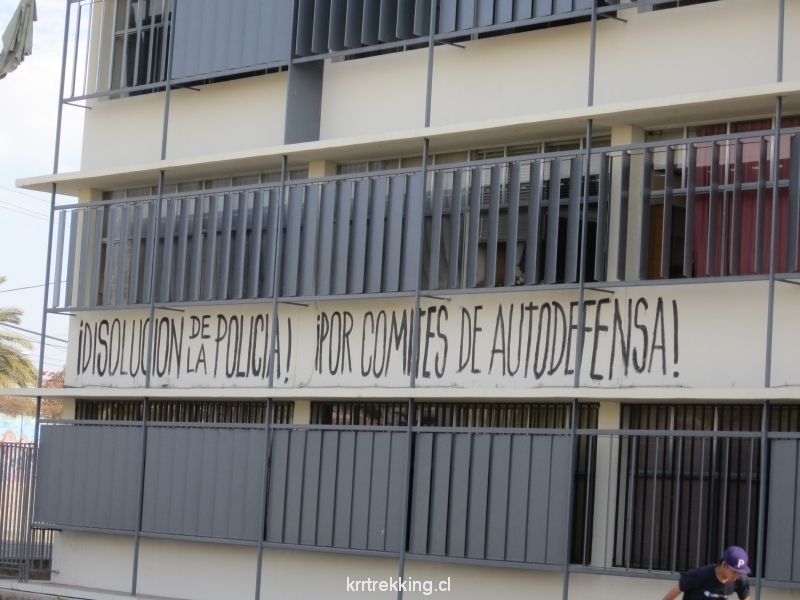 ¡DISOLUCION DE LA POLICIA! ¡POR COMITES DE AUTODEFENSA!
P
krrtrekking.cl